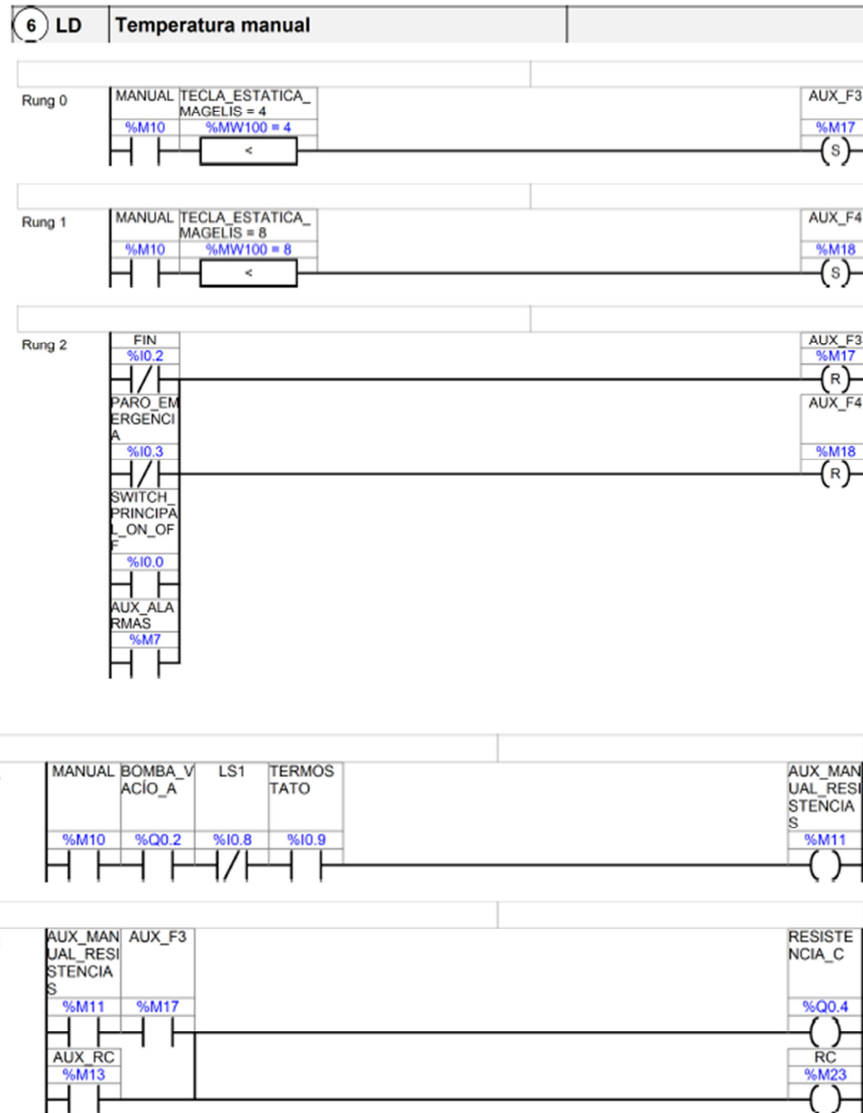 6 LD Temperatura manual
Rung 0
MANUAL TECLA_ESTATICA_ AUX_F3
MAGELIS = 4
%M10 %MW100 = 4 %M17
< S
Rung 1
MANUAL TECLA_ESTATICA_ AUX_F4
MAGELIS = 8
%M10 %MW100 = 8 %M18
< S
Rung 2
FIN AUX_F3
%I0.2 %M17
R
PARO_EM AUX_F4
ERGENCI
A
%I0.3 %M18
R
SWITCH_
PRINCIPA
L_ON_OF
F
%I0.0
AUX_ALA
RMAS
%M7
MANUAL BOMBA_V LS1 TERMOS AUX_MAN
ACÍO_A TATO UAL_RESI
STENCIA
S
%M10 %Q0.2 %I0.8 %I0.9 %M11
AUX_MAN AUX_F3 RESISTE
UAL_RESI NCIA_C
STENCIA
S
%M11 %M17 %Q0.4
AUX_RC RC
%M13 %M23